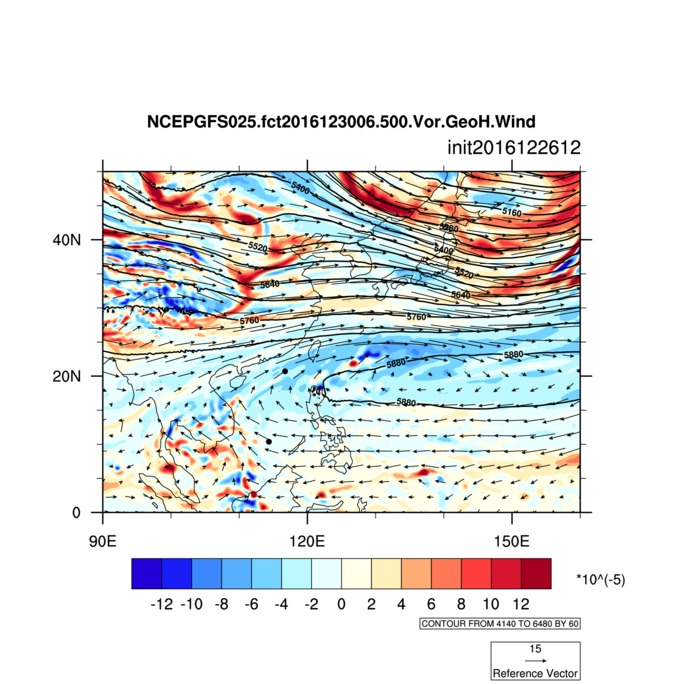 NCEPGFS025.fct2016123006.500.Vor.GeoH.Wind
init2016122612
5400
5160
5280
40N
5520
5400
5520
5640
5640
5760
5760
5880
5880
20N
5880
0
90E 120E 150E
-12 -10 -8 -6 -4 -2 0 2 4 6 8 10 12
*10^(-5)
CONTOUR FROM 4140 TO 6480 BY 60
15
Reference Vector